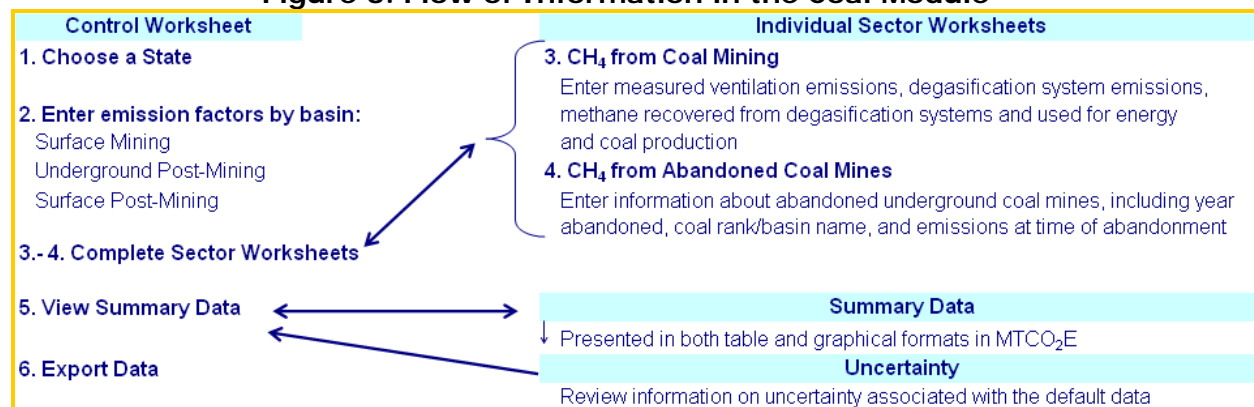 Control Worksheet
1. Choose a State
2. Enter emission factors by basin:
Surface Mining
Underground Post-Mining
Surface Post-Mining
3.- 4. Complete Sector Worksheets
5. View Summary Data
6. Export Data
Individual Sector Worksheets
3. CH₄ from Coal Mining
Enter measured ventilation emissions, degasification system emissions,
methane recovered from degasification systems and used for energy
and coal production
4. CH₄ from Abandoned Coal Mines
Enter information about abandoned underground coal mines, including year
abandoned, coal rank/basin name, and emissions at time of abandonment
Summary Data
Presented in both table and graphical formats in MTCO₂E
Uncertainty
Review information on uncertainty associated with the default data